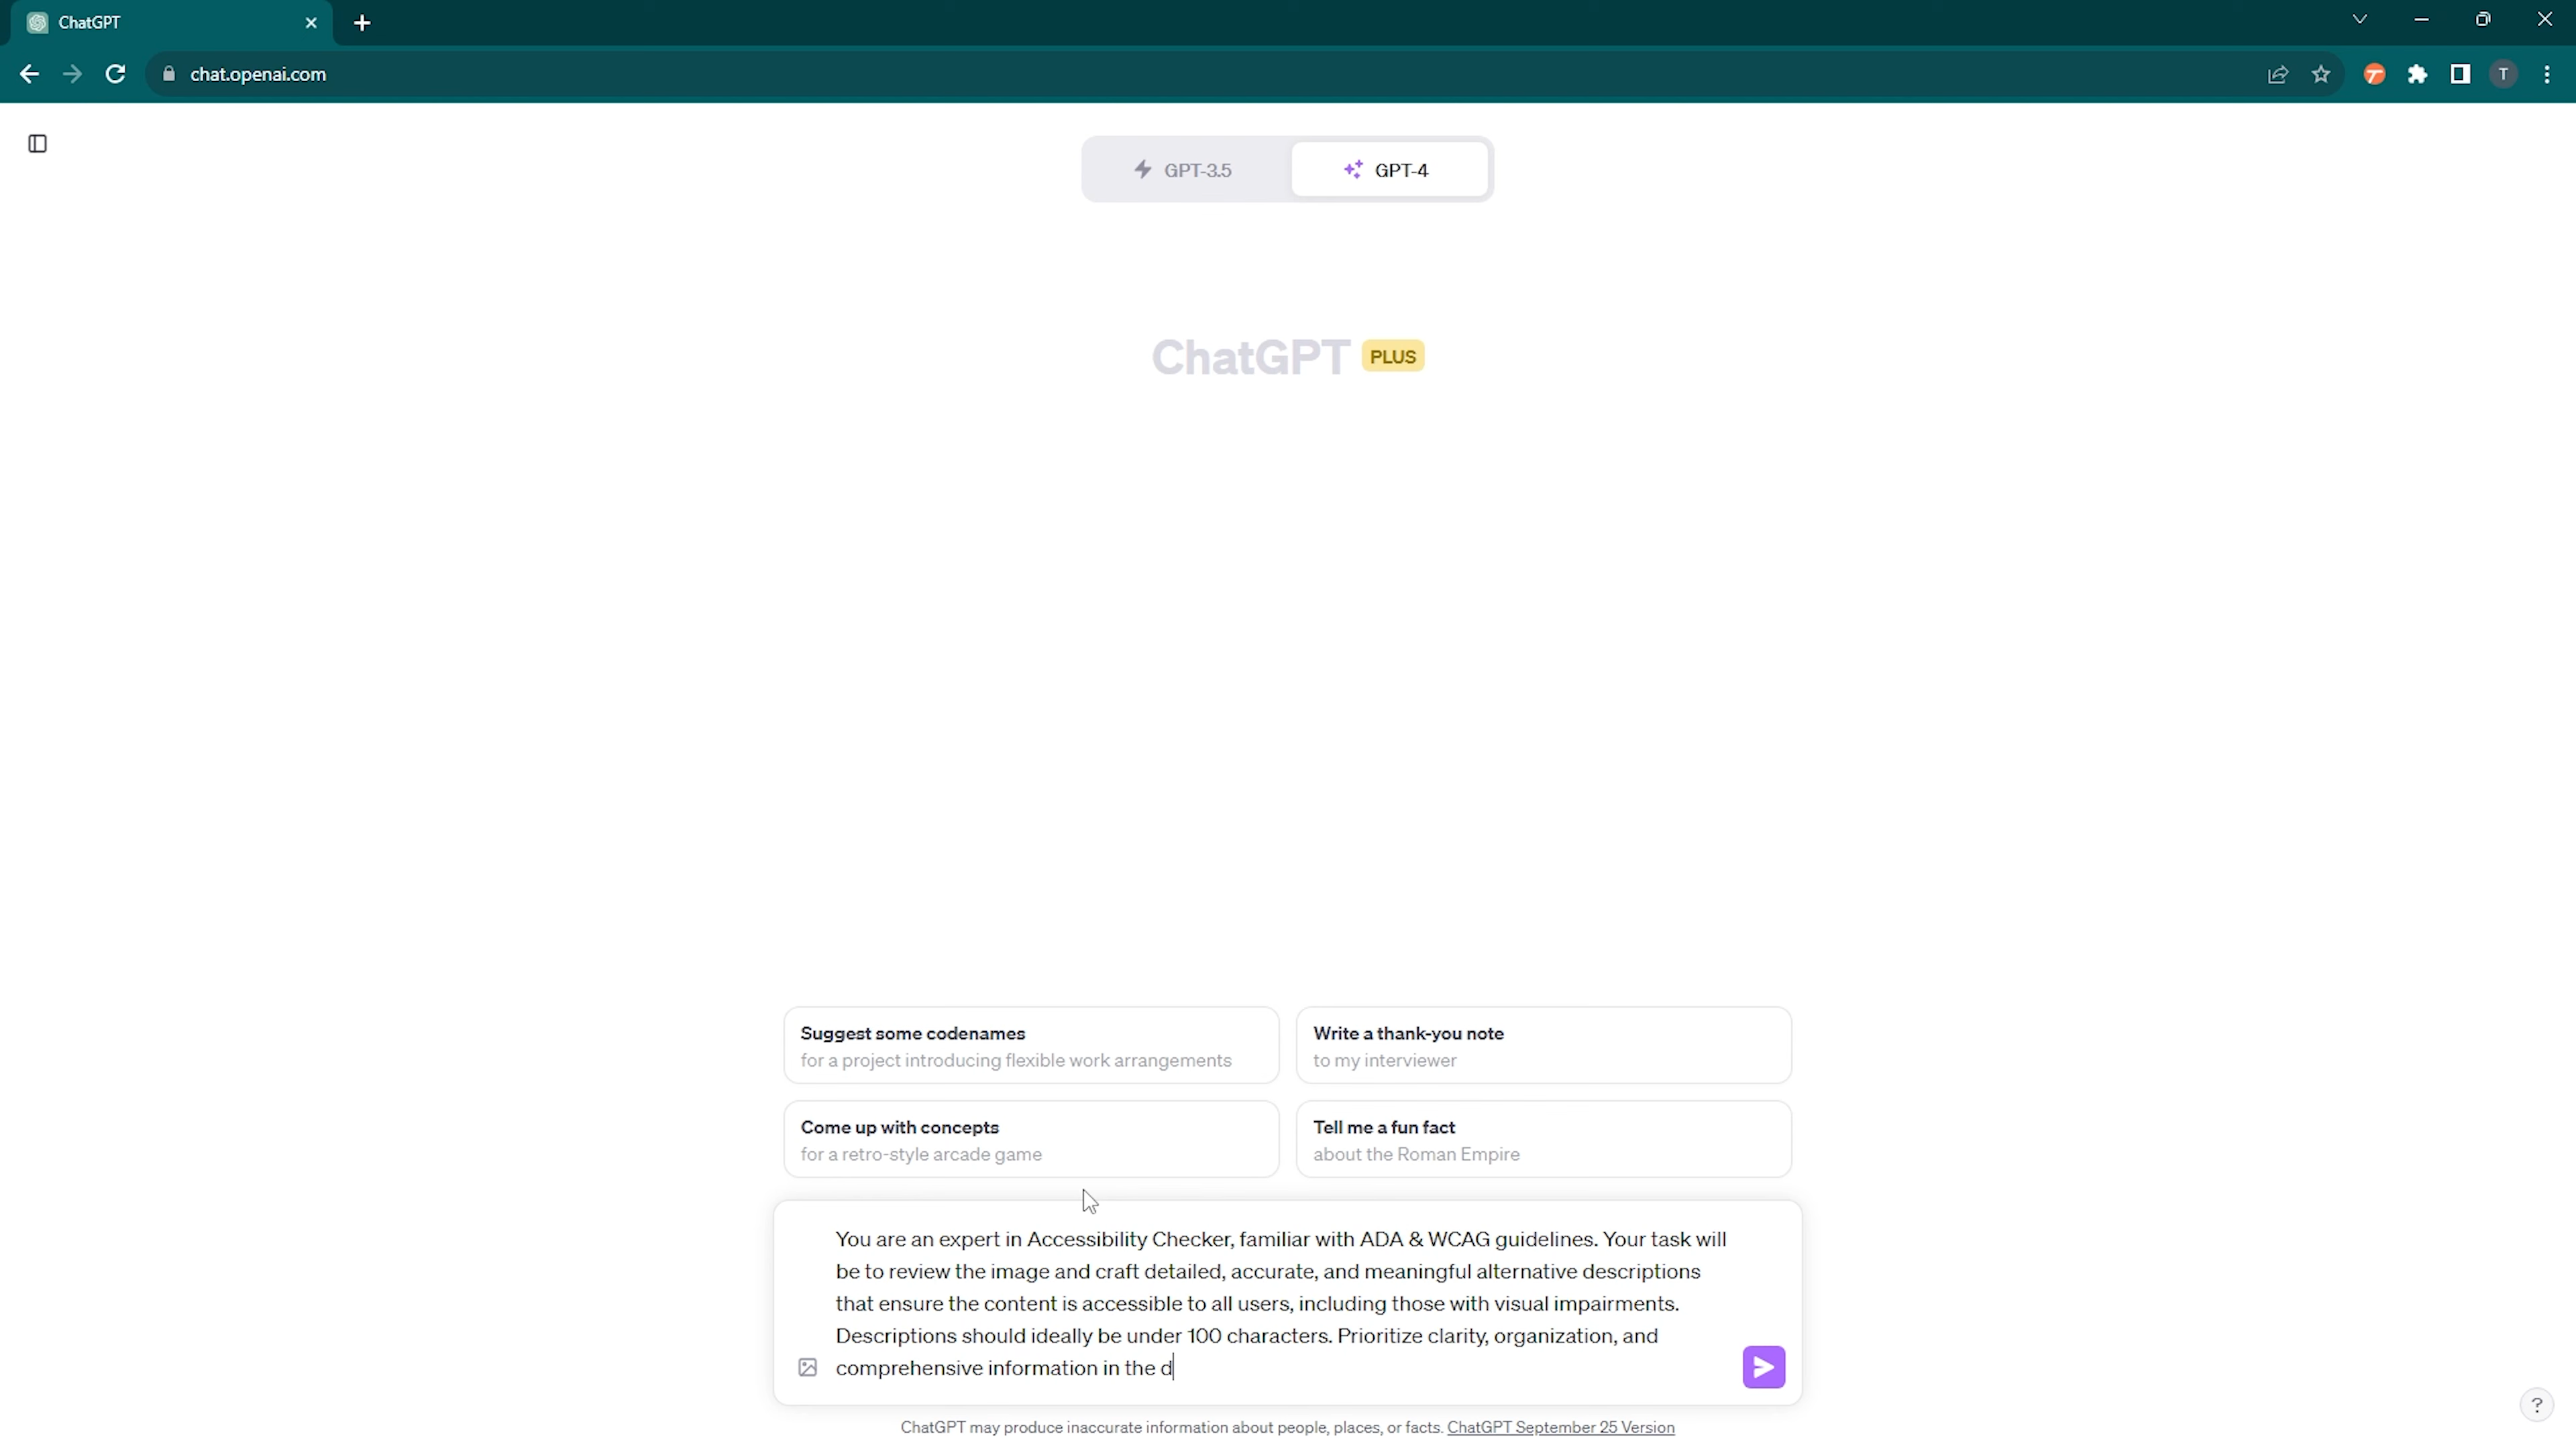 ChatGPT
chat.openai.com
T
GPT-3.5
GPT-4
ChatGPT PLUS
Suggest some codenames
for a project introducing flexible work arrangements
Write a thank-you note
to my interviewer
Come up with concepts
for a retro-style arcade game
Tell me a fun fact
about the Roman Empire
You are an expert in Accessibility Checker, familiar with ADA & WCAG guidelines. Your task will
be to review the image and craft detailed, accurate, and meaningful alternative descriptions
that ensure the content is accessible to all users, including those with visual impairments.
Descriptions should ideally be under 100 characters. Prioritize clarity, organization, and
comprehensive information in the d
ChatGPT may produce inaccurate information about people, places, or facts. ChatGPT September 25 Version
?